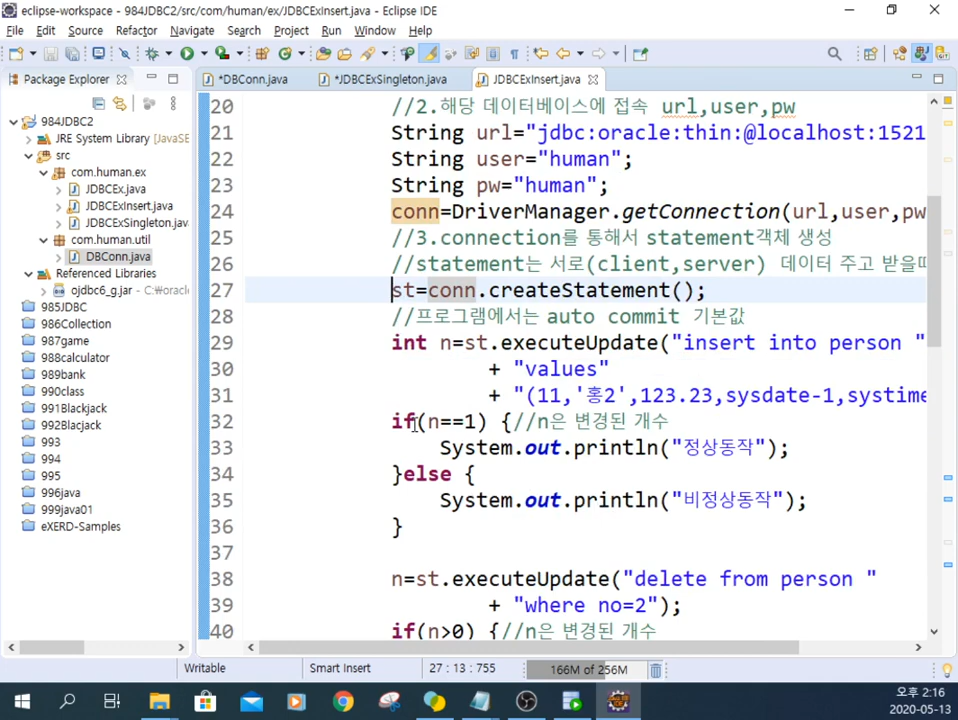 eclipse-workspace - 984JDBC2/src/com/human/ex/JDBCExInsert.java - Eclipse IDE
File Edit Source Refactor Navigate Search Project Run Window Help
Package Explorer
*DBConn.java
*JDBCExSingleton.java
JDBCExInsert.java
984JDBC2
JRE System Library [JavaSE
src
com.human.ex
JDBCEx.java
JDBCExInsert.java
JDBCExSingleton.java
com.human.util
DBConn.java
Referenced Libraries
ojdbc6_g.jar - C:₩oracle
985JDBC
986Collection
987game
988calculator
989bank
990class
991Blackjack
992Blacjack
993
994
995
996java
999java01
eXERD-Samples
20 //2.해당 데이터베이스에 접속 url,user,pw
21 String url="jdbc:oracle:thin:@localhost:1521
22 String user="human";
23 String pw="human";
24 conn=DriverManager.getConnection(url,user,pw
25 //3.connection를 통해서 statement객체 생성
26 //statement는 서로(client,server) 데이터 주고 받을때
27 st=conn.createStatement();
28 //프로그램에서는 auto commit 기본값
29 int n=st.executeUpdate("insert into person "
30 + "values"
31 + "(11,'홍2',123.23,sysdate-1,systime
32 if(n==1) {//n은 변경된 개수
33 System.out.println("정상동작");
34 }else {
35 System.out.println("비정상동작");
36 }
37
38 n=st.executeUpdate("delete from person "
39 + "where no=2");
40 if(n>0) {//n은 변경된 개수
Writable Smart Insert 27 : 13 : 755 166M of 256M
오후 2:16
2020-05-13